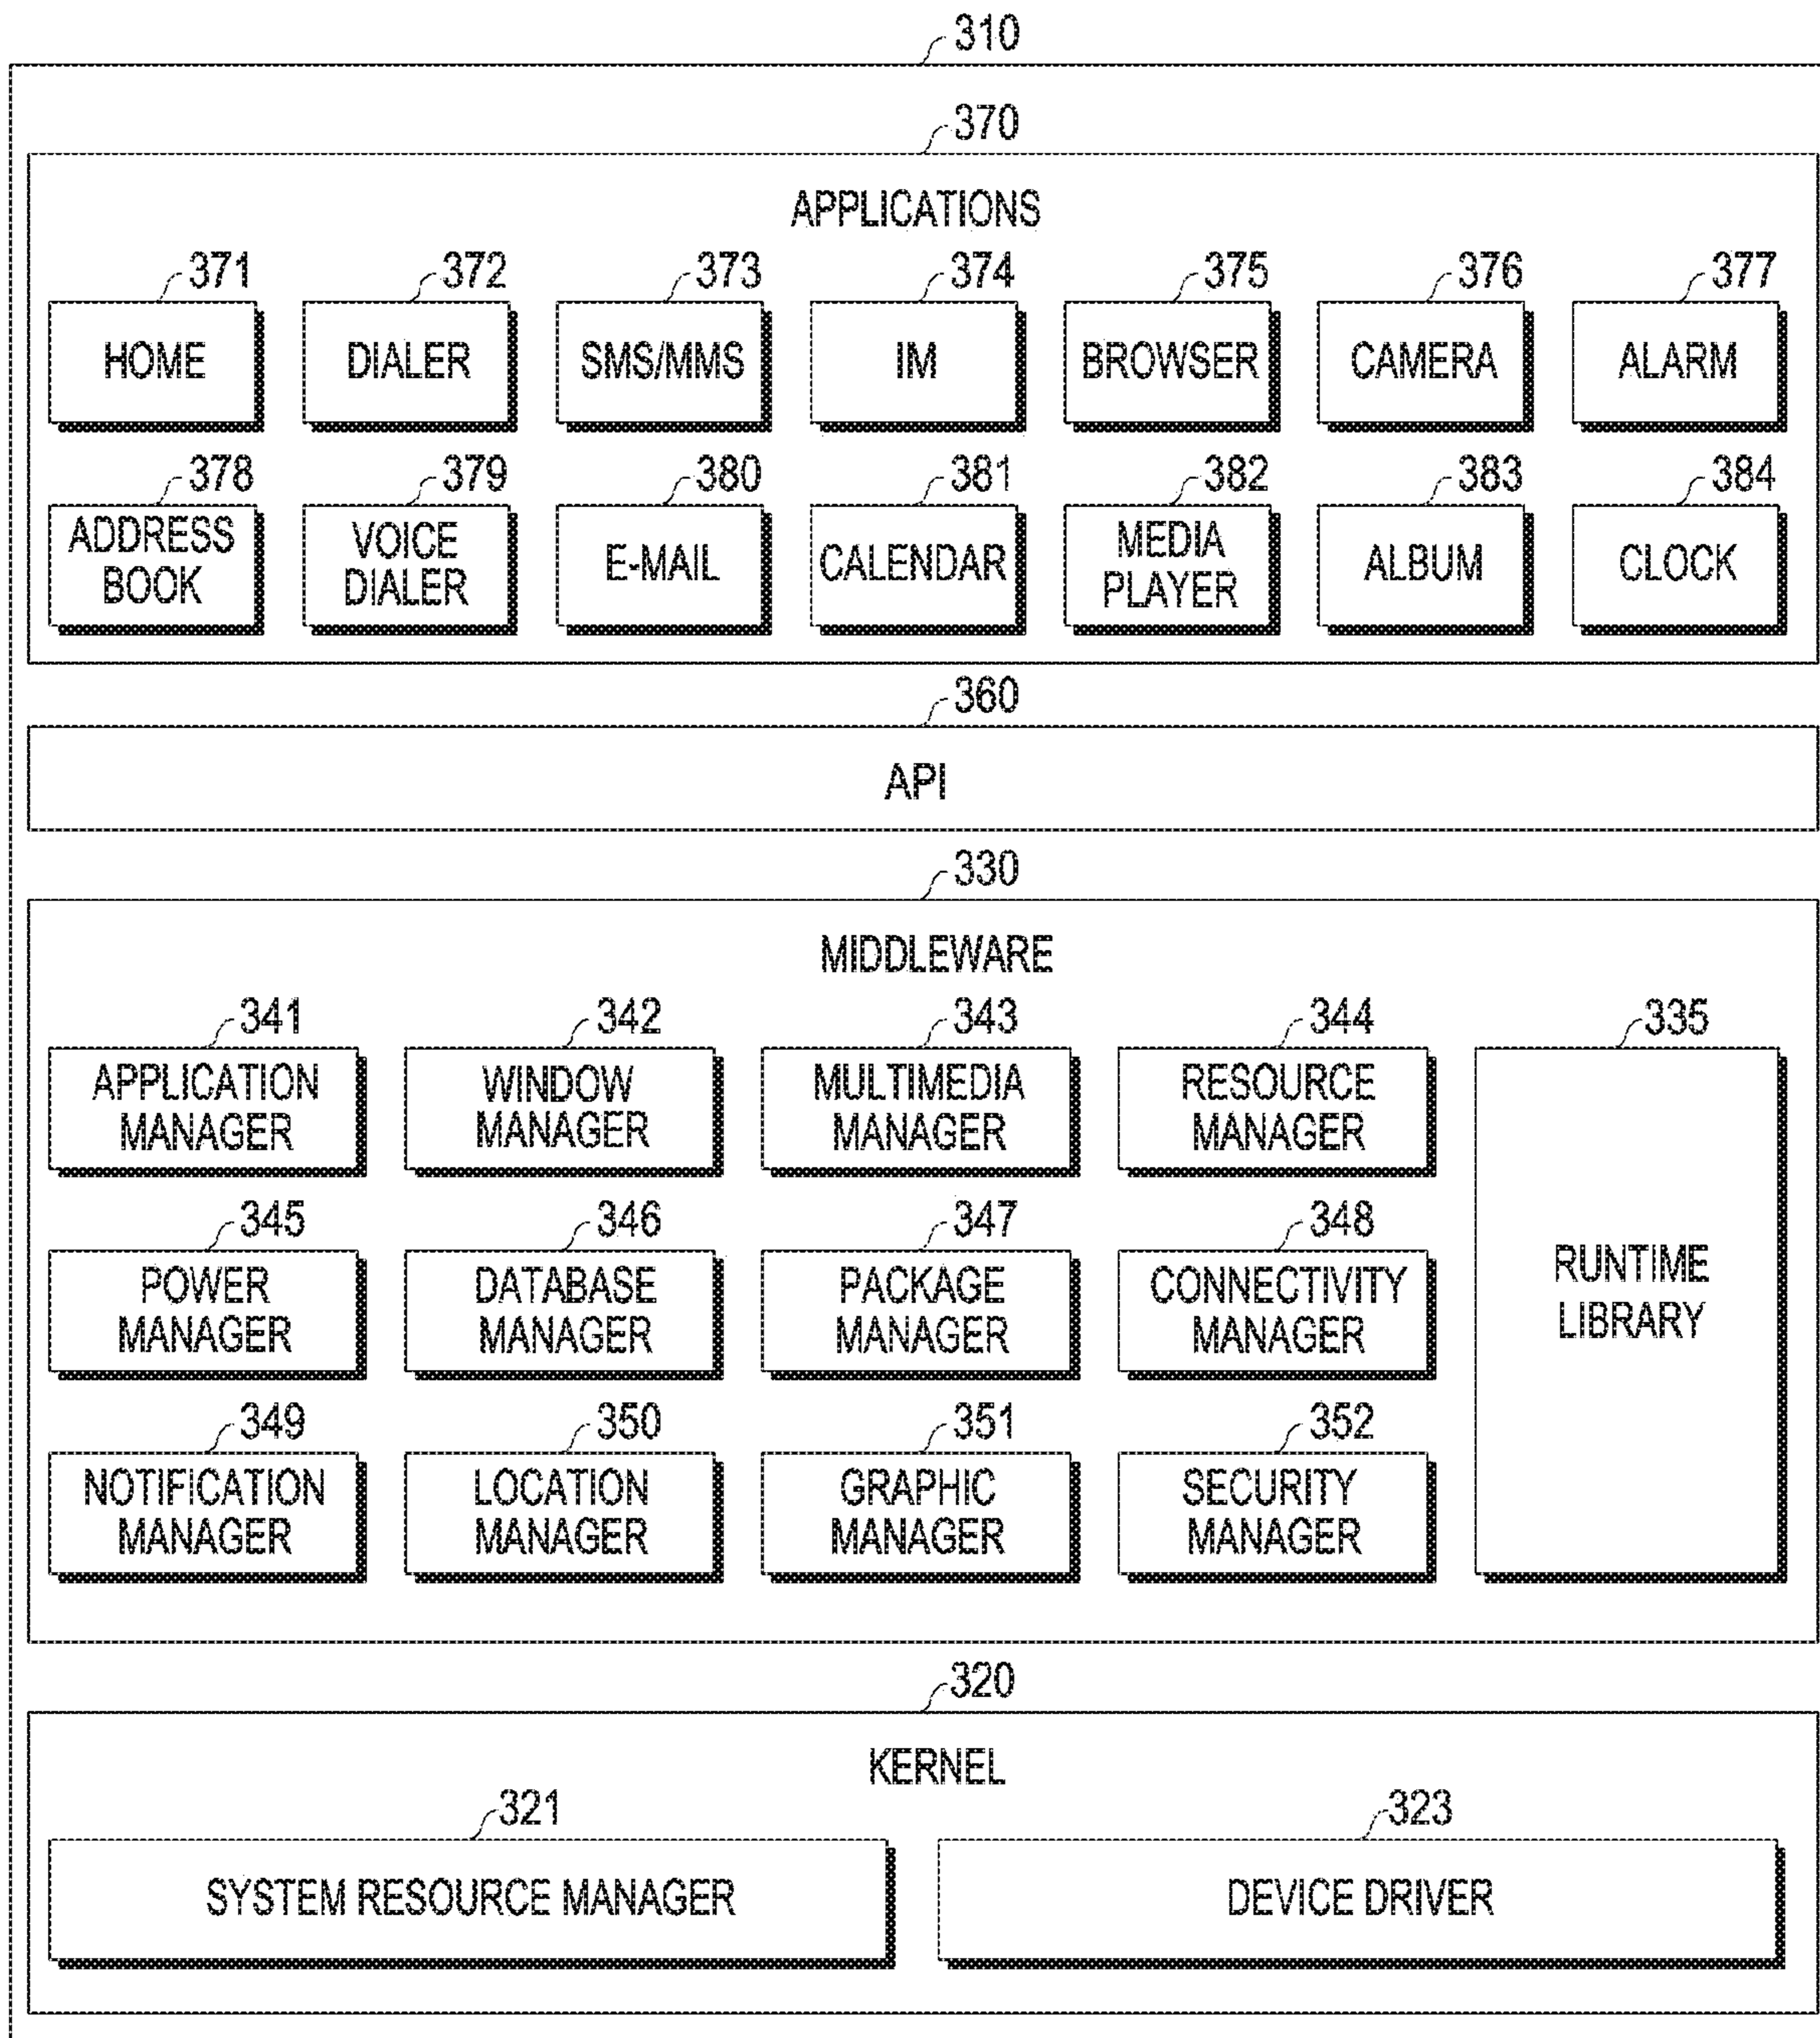 310
370
APPLICATIONS
371 372 373 374 375 376 377
HOME DIALER SMS/MMS IM BROWSER CAMERA ALARM
378 379 380 381 382 383 384
ADDRESS BOOK
VOICE DIALER
E-MAIL
CALENDAR
MEDIA PLAYER
ALBUM
CLOCK
360
API
330
MIDDLEWARE
341 342 343 344 335
APPLICATION MANAGER
WINDOW MANAGER
MULTIMEDIA MANAGER
RESOURCE MANAGER
RUNTIME LIBRARY
345 346 347 348
POWER MANAGER
DATABASE MANAGER
PACKAGE MANAGER
CONNECTIVITY MANAGER
349 350 351 352
NOTIFICATION MANAGER
LOCATION MANAGER
GRAPHIC MANAGER
SECURITY MANAGER
320
KERNEL
321 323
SYSTEM RESOURCE MANAGER
DEVICE DRIVER